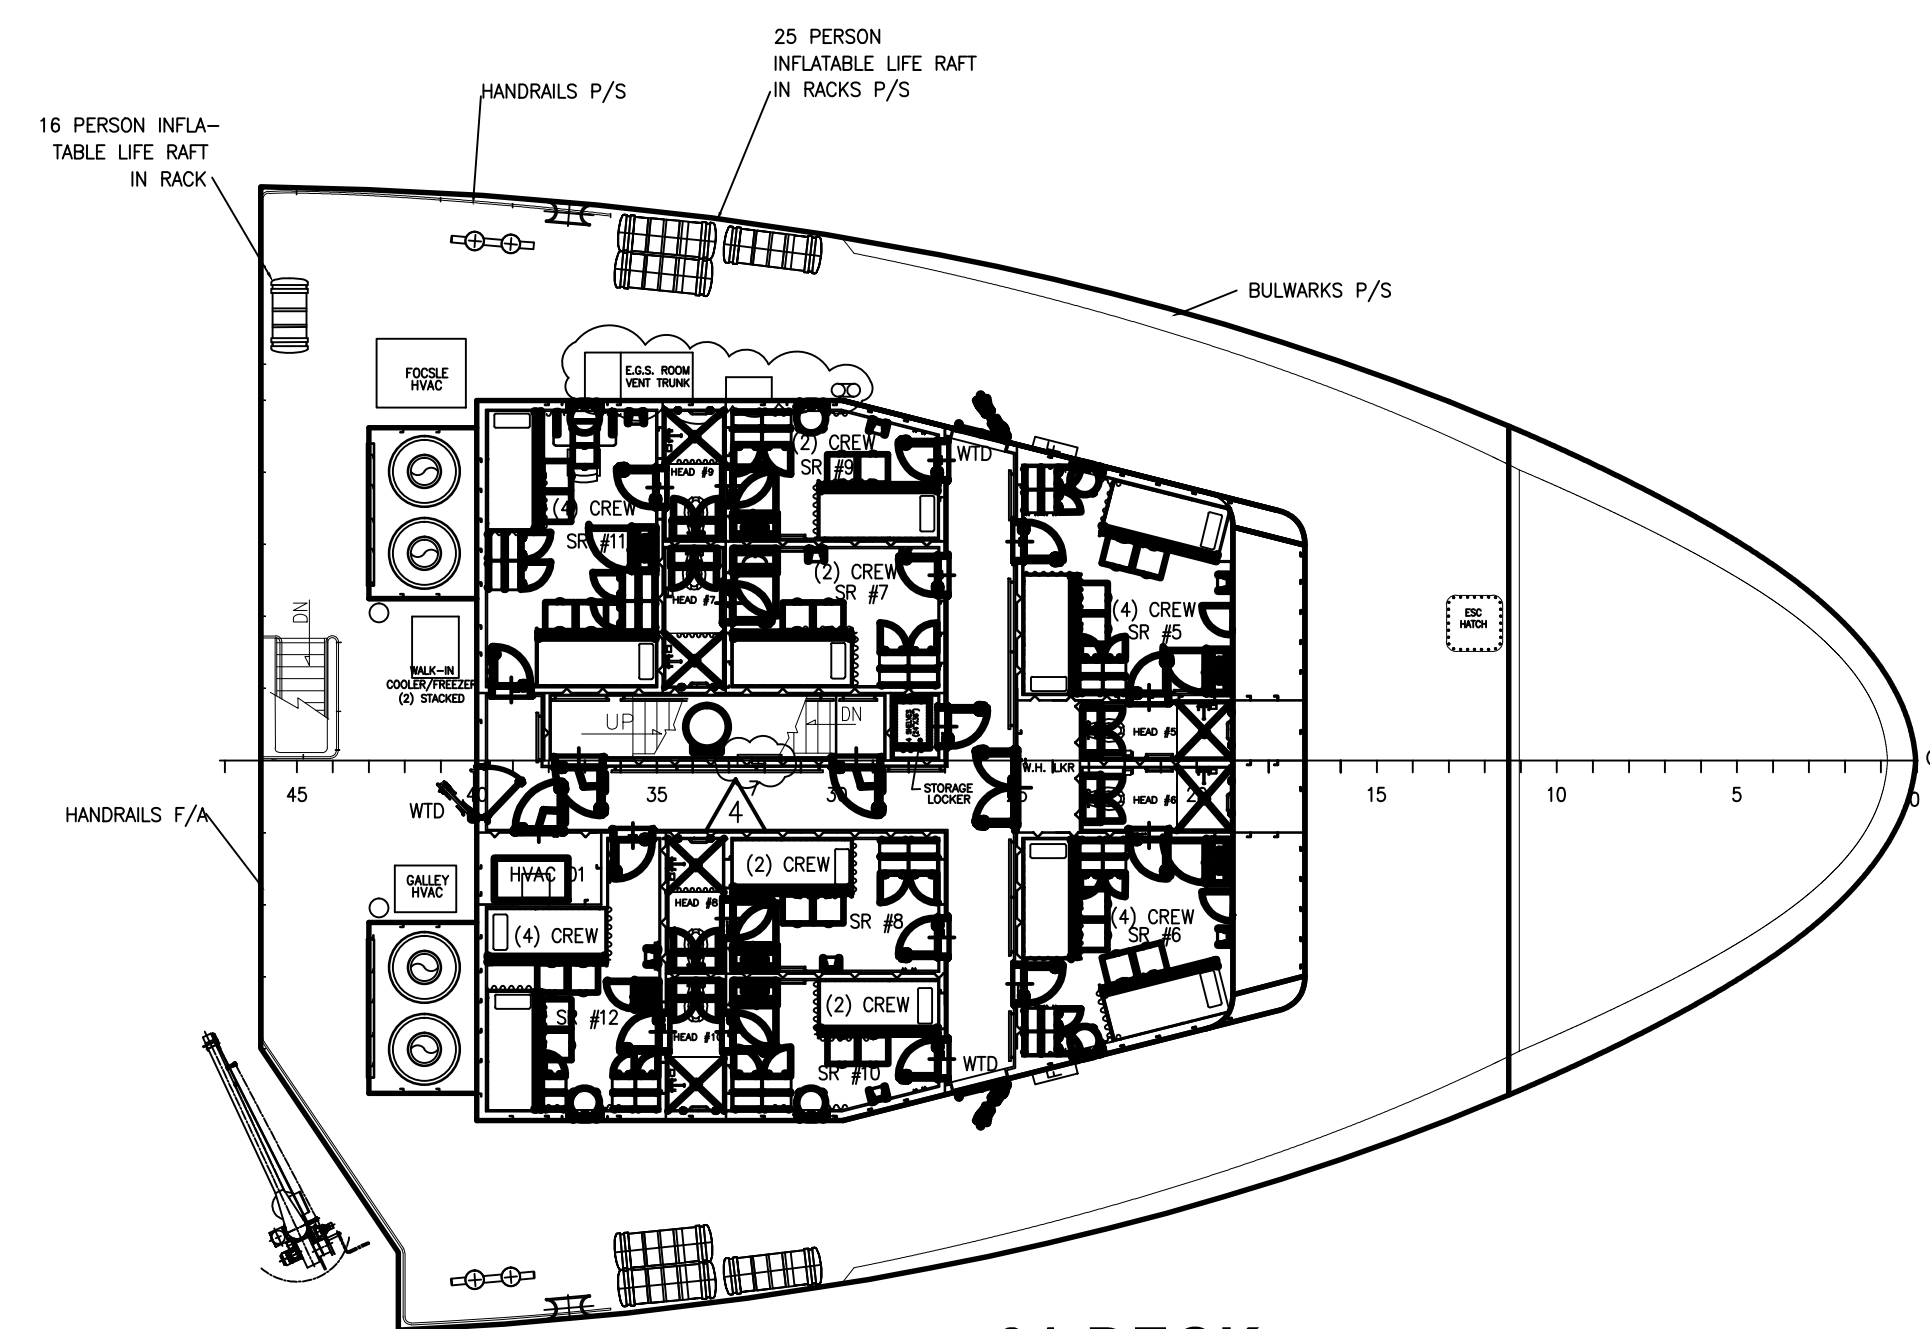 25 PERSON
INFLATABLE LIFE RAFT
IN RACKS P/S
HANDRAILS P/S
16 PERSON INFLA-
TABLE LIFE RAFT
IN RACK
BULWARKS P/S
FOCSLE
HVAC
E.G.S. ROOM
VENT TRUNK
(2) CREW
SR #9
WTD
HEAD #9
(4) CREW
SR #11
(2) CREW
SR #7
HEAD #7
(4) CREW
SR #5
ESC
HATCH
DN
WALK-IN
COOLER/FREEZER
(2) STACKED
UP
DN
HEAD #5
W.H. LKR
STORAGE
LOCKER
HEAD #6
WTD
45
40
35
30
25
20
15
10
5
0
4
HANDRAILS F/A
GALLEY
HVAC
HVAC 01
(2) CREW
HEAD #8
SR #8
(4) CREW
(4) CREW
SR #6
SR #12
(2) CREW
HEAD #10
SR #10
WTD